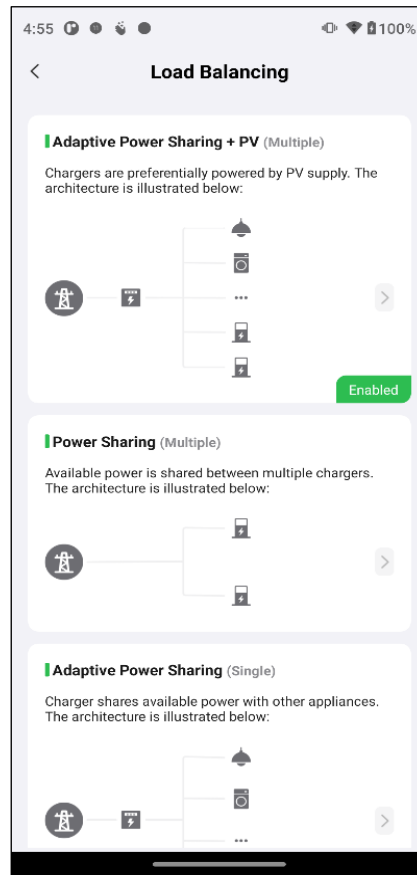 4:55
100%
Load Balancing
Adaptive Power Sharing + PV (Multiple)
Chargers are preferentially powered by PV supply. The
architecture is illustrated below:
...
Enabled
Power Sharing (Multiple)
Available power is shared between multiple chargers.
The architecture is illustrated below:
Adaptive Power Sharing (Single)
Charger shares available power with other appliances.
The architecture is illustrated below:
...